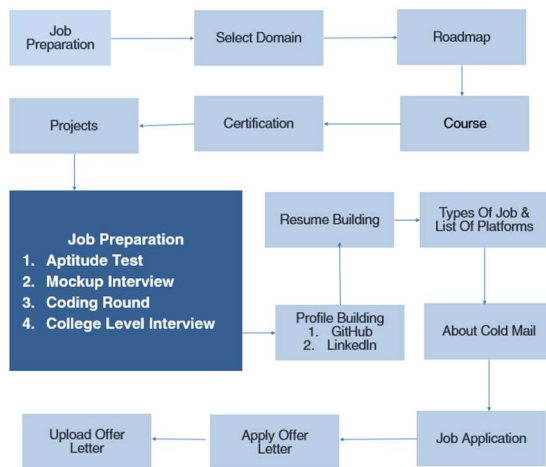 Job
Preparation
Select Domain
Roadmap
Course
Certification
Projects
Job Preparation
1. Aptitude Test
2. Mockup Interview
3. Coding Round
4. College Level Interview
Profile Building
1. GitHub
2. LinkedIn
Resume Building
Types Of Job &
List Of Platforms
About Cold Mail
Job Application
Apply Offer
Letter
Upload Offer
Letter